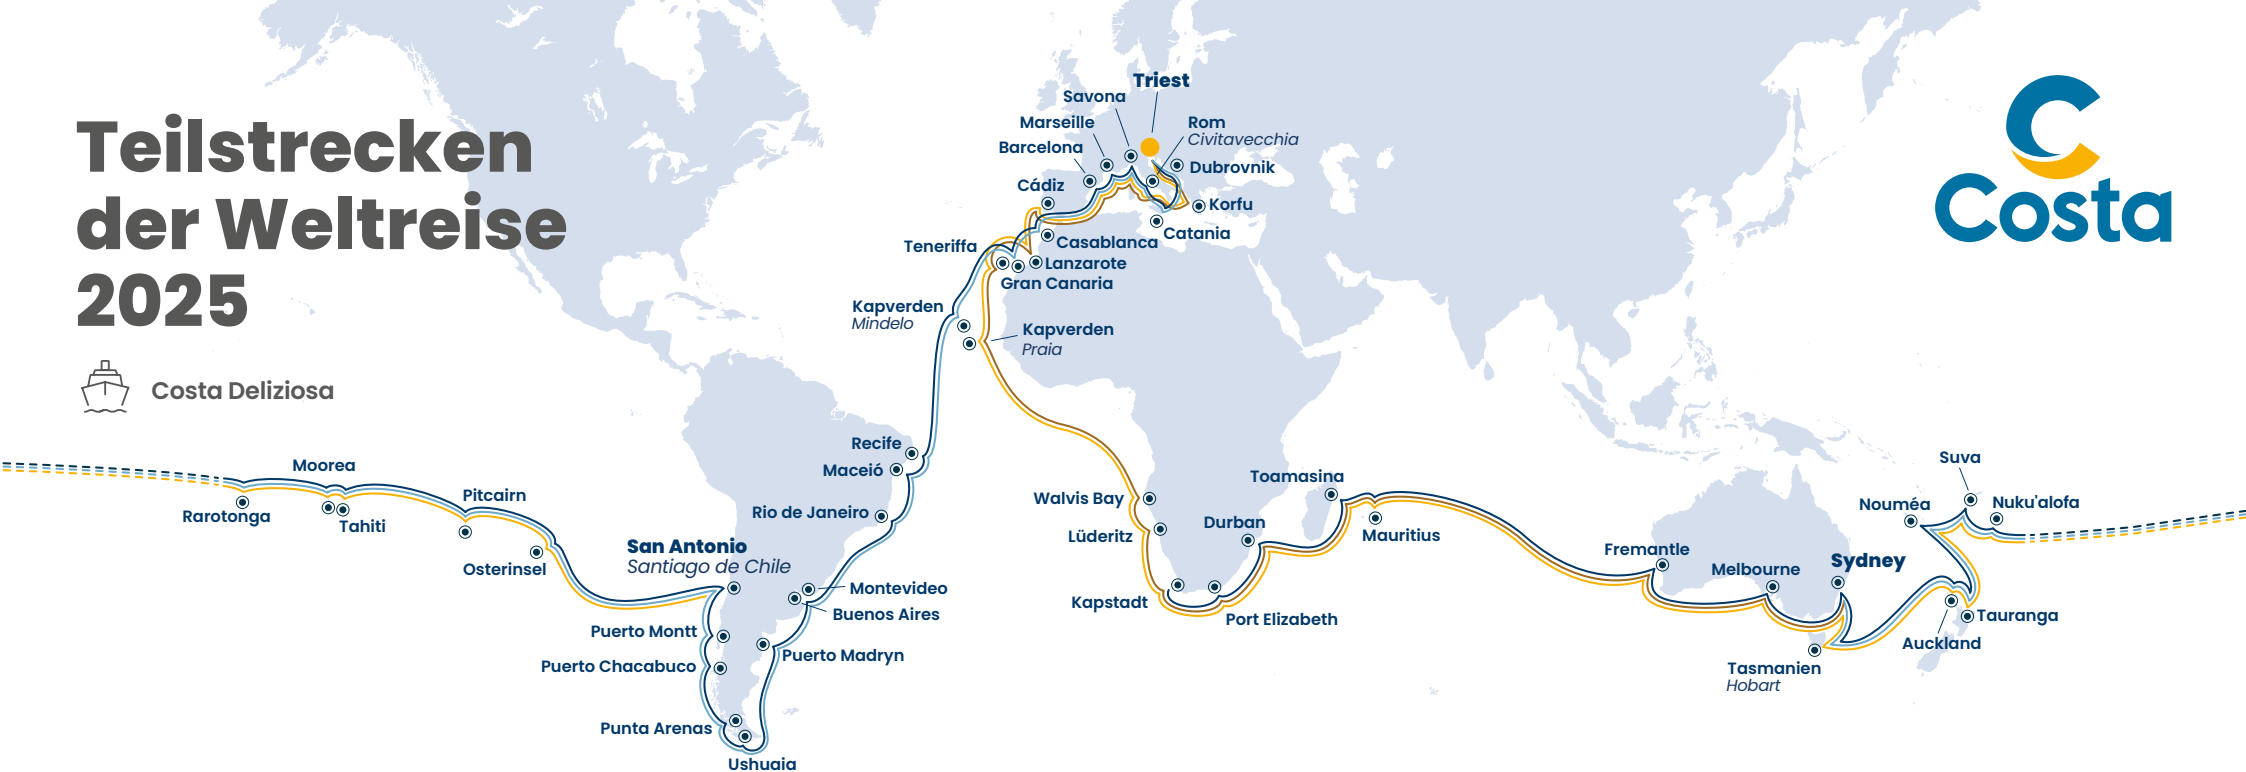 Teilstrecken
der Weltreise
2025
Costa Deliziosa
Costa
Triest
Savona
Marseille
Barcelona
Cádiz
Rom
Civitavecchia
Dubrovnik
Korfu
Catania
Casablanca
Teneriffa
Lanzarote
Gran Canaria
Kapverden
Mindelo
Kapverden
Praia
Recife
Maceió
Rio de Janeiro
Moorea
Rarotonga
Tahiti
Pitcairn
Osterinsel
San Antonio
Santiago de Chile
Montevideo
Buenos Aires
Puerto Montt
Puerto Chacabuco
Puerto Madryn
Punta Arenas
Ushuaia
Walvis Bay
Lüderitz
Kapstadt
Port Elizabeth
Durban
Toamasina
Mauritius
Fremantle
Melbourne
Sydney
Tasmanien
Hobart
Auckland
Tauranga
Nouméa
Suva
Nuku'alofa